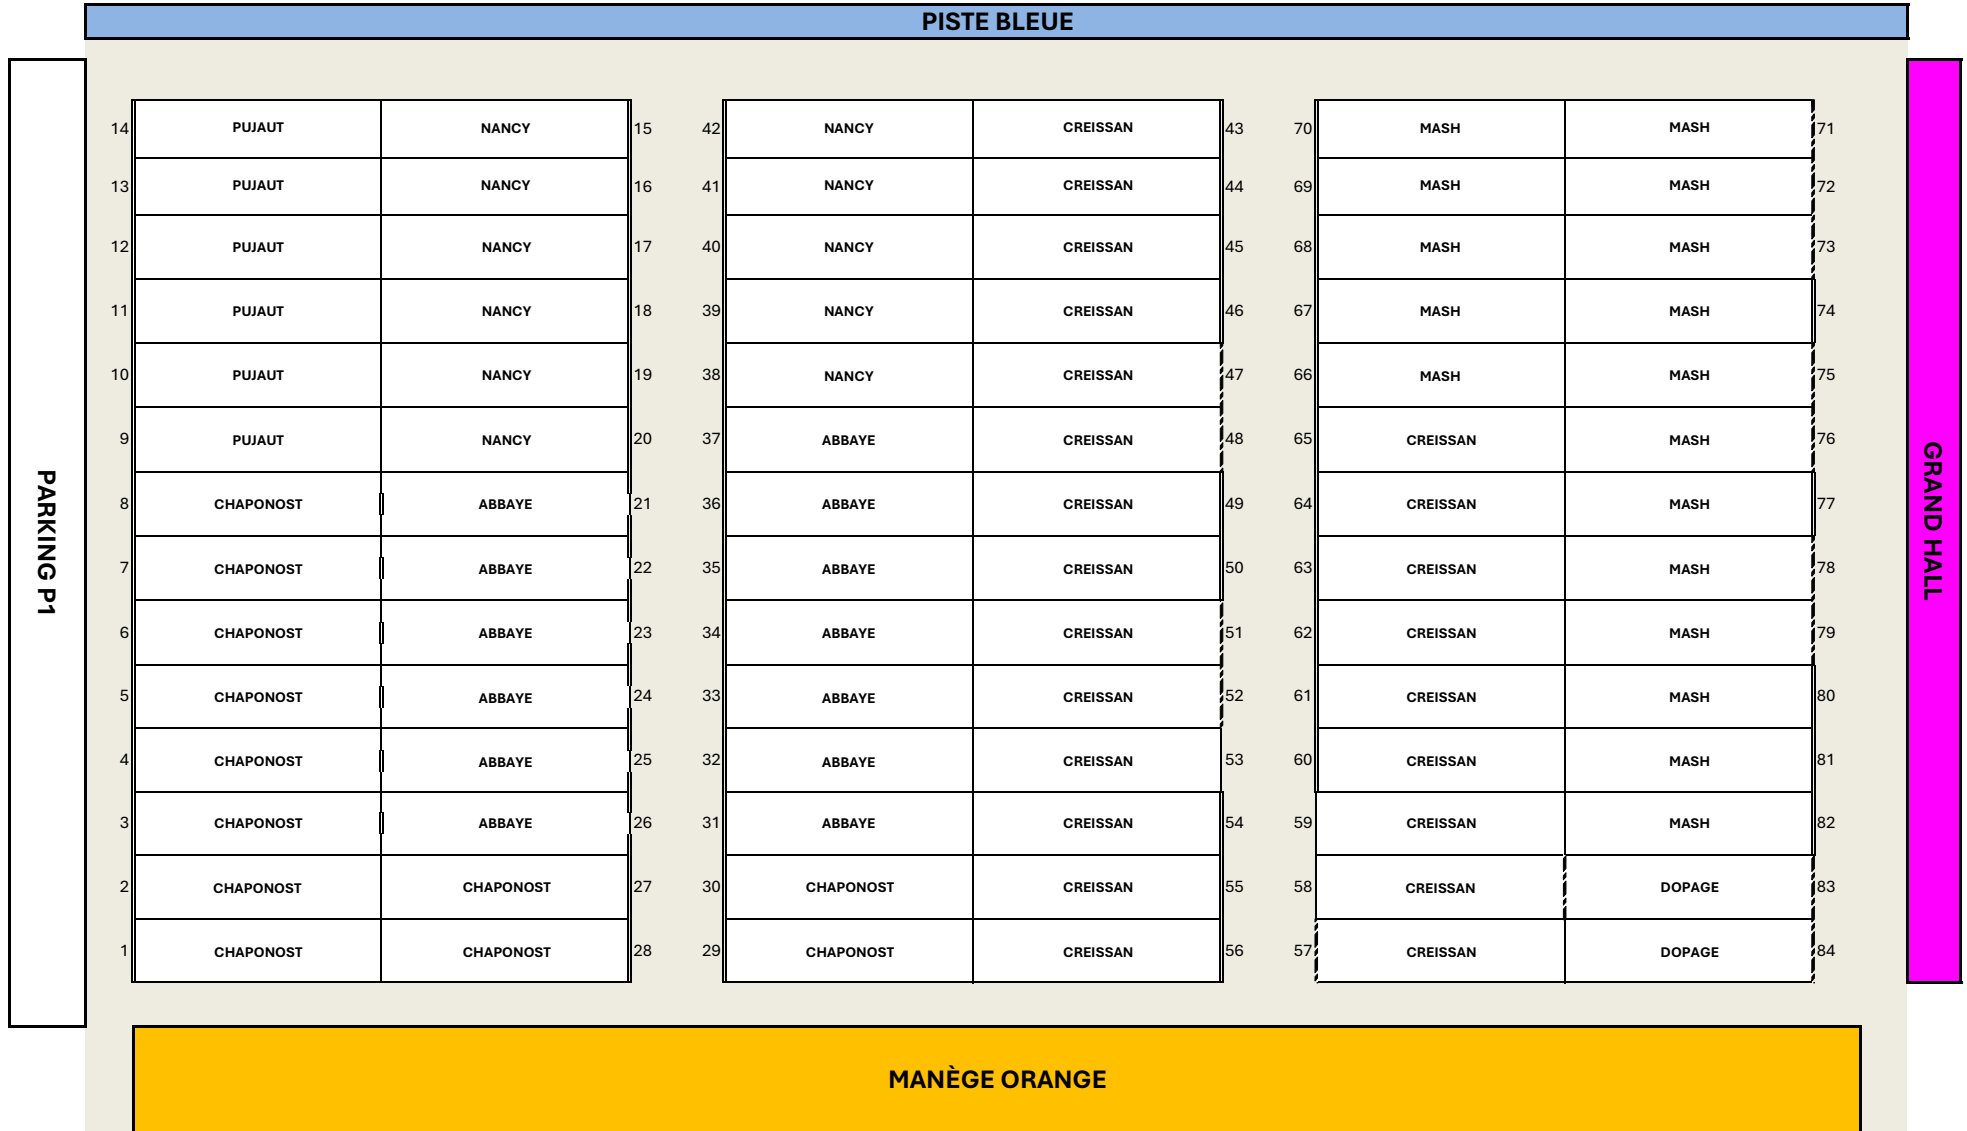 PISTE BLEUE
PARKING P1
GRAND HALL
14 PUJAUT NANCY 15 42 NANCY CREISSAN 43 70 MASH MASH 71
13 PUJAUT NANCY 16 41 NANCY CREISSAN 44 69 MASH MASH 72
12 PUJAUT NANCY 17 40 NANCY CREISSAN 45 68 MASH MASH 73
11 PUJAUT NANCY 18 39 NANCY CREISSAN 46 67 MASH MASH 74
10 PUJAUT NANCY 19 38 NANCY CREISSAN 47 66 MASH MASH 75
9 PUJAUT NANCY 20 37 ABBAYE CREISSAN 48 65 CREISSAN MASH 76
8 CHAPONOST ABBAYE 21 36 ABBAYE CREISSAN 49 64 CREISSAN MASH 77
7 CHAPONOST ABBAYE 22 35 ABBAYE CREISSAN 50 63 CREISSAN MASH 78
6 CHAPONOST ABBAYE 23 34 ABBAYE CREISSAN 51 62 CREISSAN MASH 79
5 CHAPONOST ABBAYE 24 33 ABBAYE CREISSAN 52 61 CREISSAN MASH 80
4 CHAPONOST ABBAYE 25 32 ABBAYE CREISSAN 53 60 CREISSAN MASH 81
3 CHAPONOST ABBAYE 26 31 ABBAYE CREISSAN 54 59 CREISSAN MASH 82
2 CHAPONOST CHAPONOST 27 30 CHAPONOST CREISSAN 55 58 CREISSAN DOPAGE 83
1 CHAPONOST CHAPONOST 28 29 CHAPONOST CREISSAN 56 57 CREISSAN DOPAGE 84
MANÈGE ORANGE